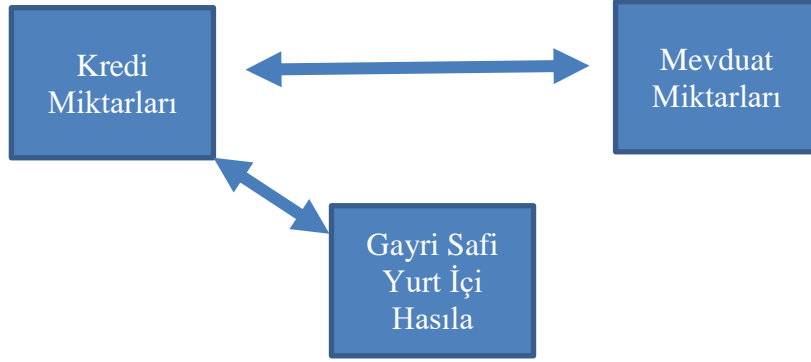 Kredi
Miktarları
Mevduat
Miktarları
Gayri Safi
Yurt İçi
Hasıla